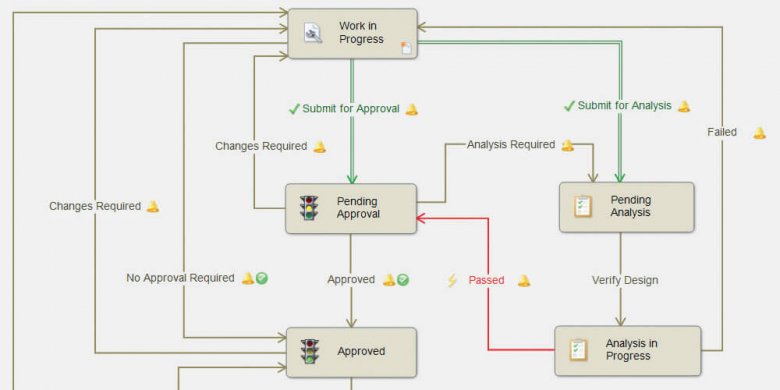 Work in
Progress
Submit for Approval
Submit for Analysis
Failed
Changes Required
Analysis Required
Pending
Approval
Pending
Analysis
Changes Required
No Approval Required
Approved
Passed
Verify Design
Approved
Analysis in
Progress